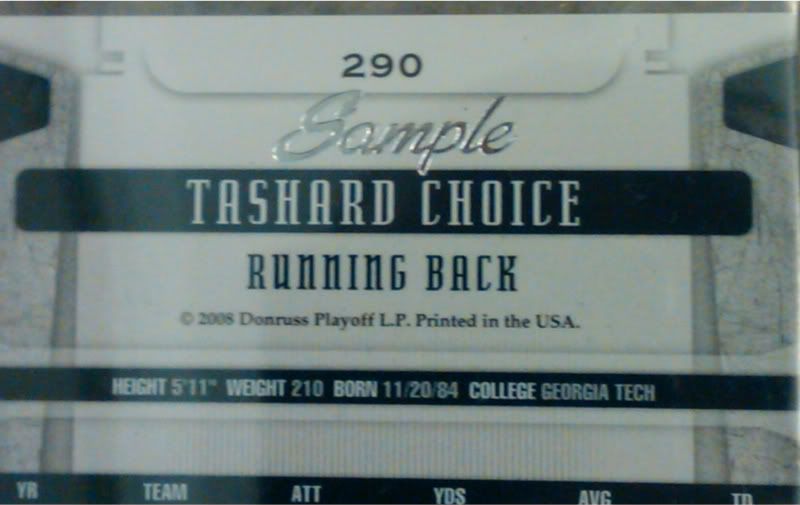 290
Sample
TASHARD CHOICE
RUNNING BACK
© 2008 Donruss Playoff L.P. Printed in the USA.
HEIGHT 5'11" WEIGHT 210 BORN 11/20/84 COLLEGE GEORGIA TECH
YR TEAM ATT YDS AVG TD